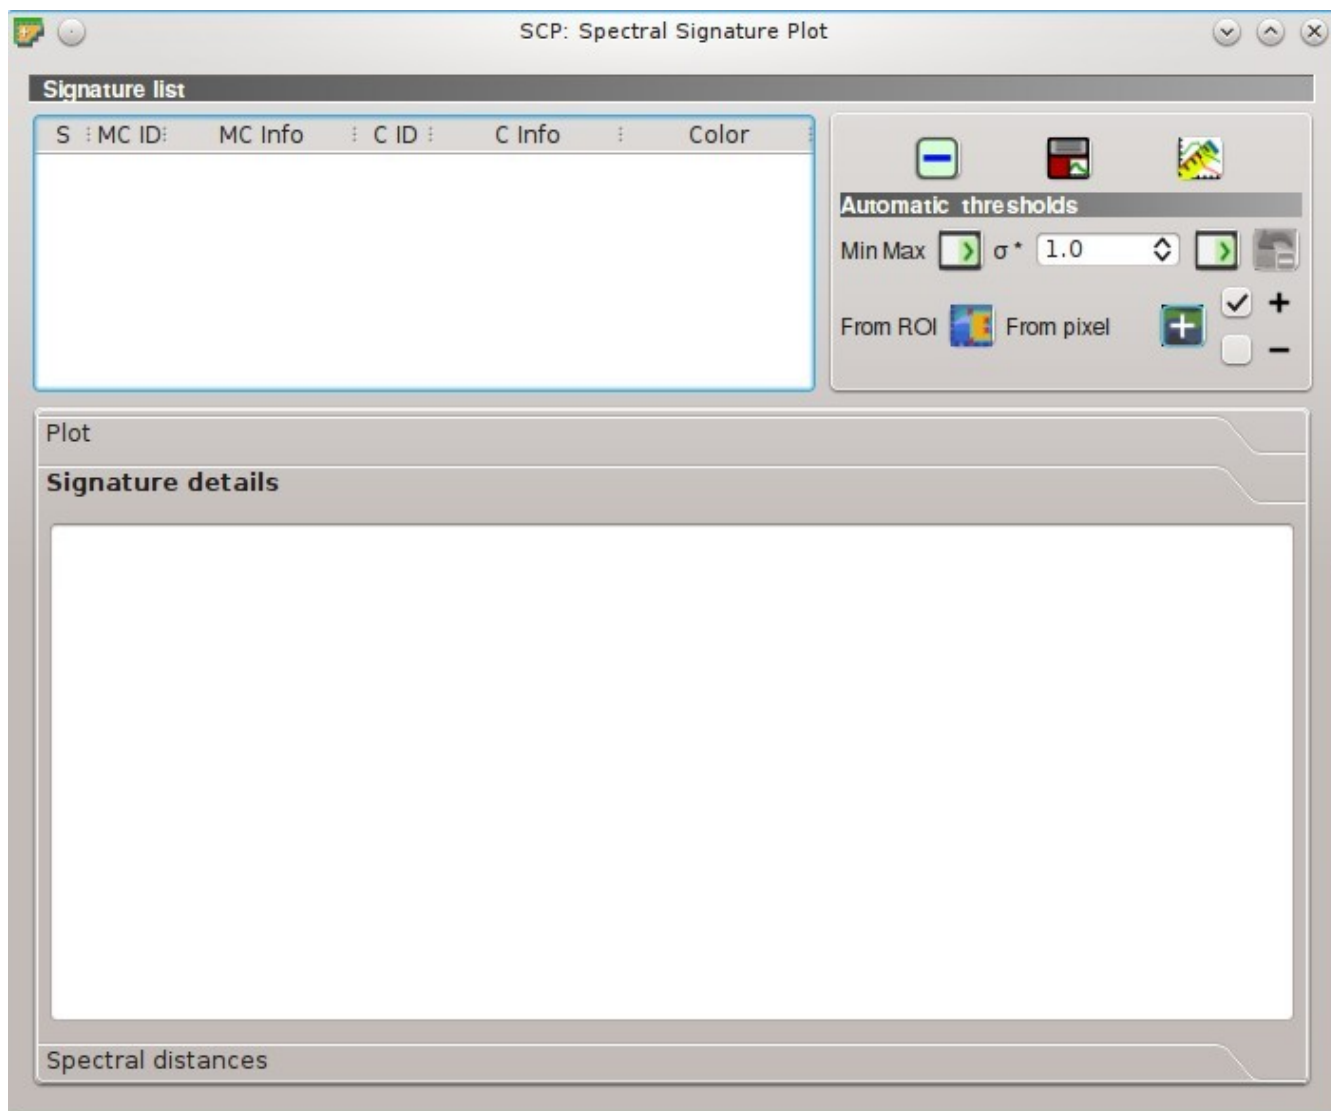 SCP: Spectral Signature Plot
Signature list
S MC ID MC Info C ID C Info Color
Automatic thresholds
Min Max σ * 1.0
+
From ROI From pixel
−
Plot
Signature details
Spectral distances